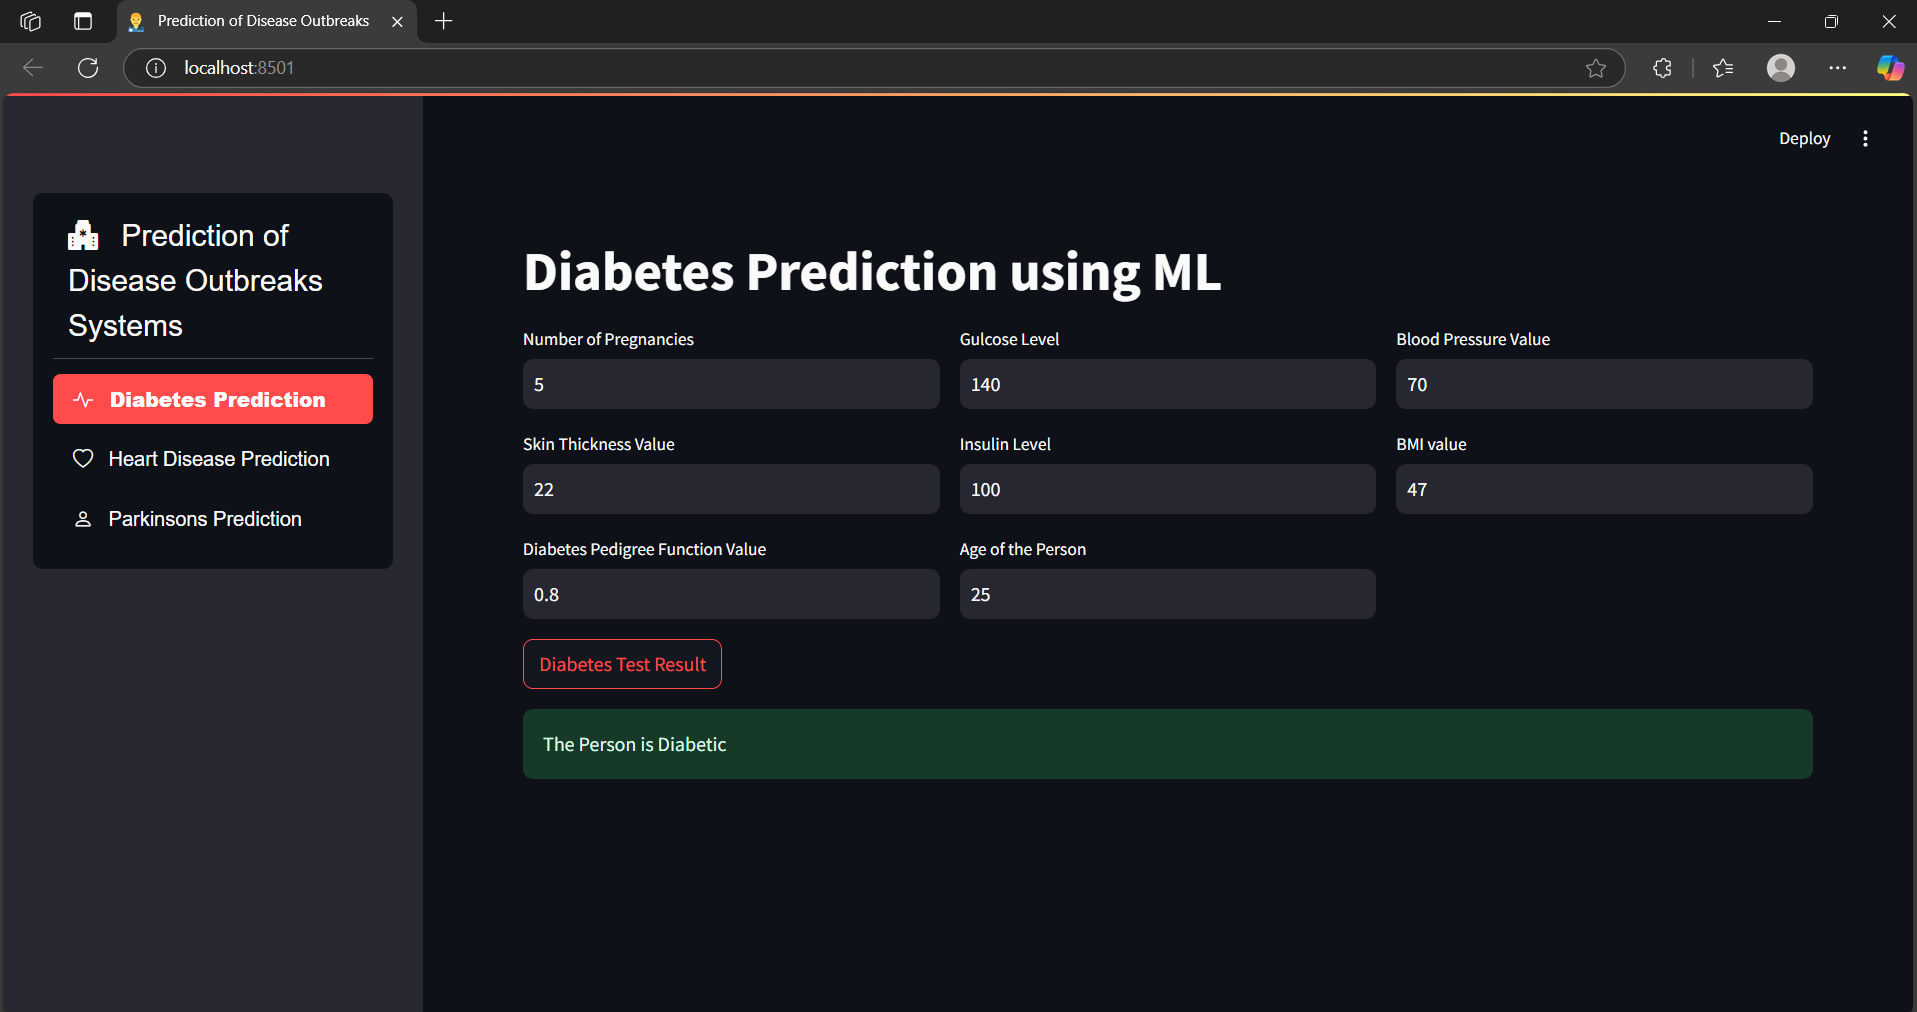 Prediction of Disease Outbreaks
localhost:8501
Deploy
Prediction of
Disease Outbreaks
Systems
Diabetes Prediction
Heart Disease Prediction
Parkinsons Prediction
Diabetes Prediction using ML
Number of Pregnancies
Gulcose Level
Blood Pressure Value
5
140
70
Skin Thickness Value
Insulin Level
BMI value
22
100
47
Diabetes Pedigree Function Value
Age of the Person
0.8
25
Diabetes Test Result
The Person is Diabetic